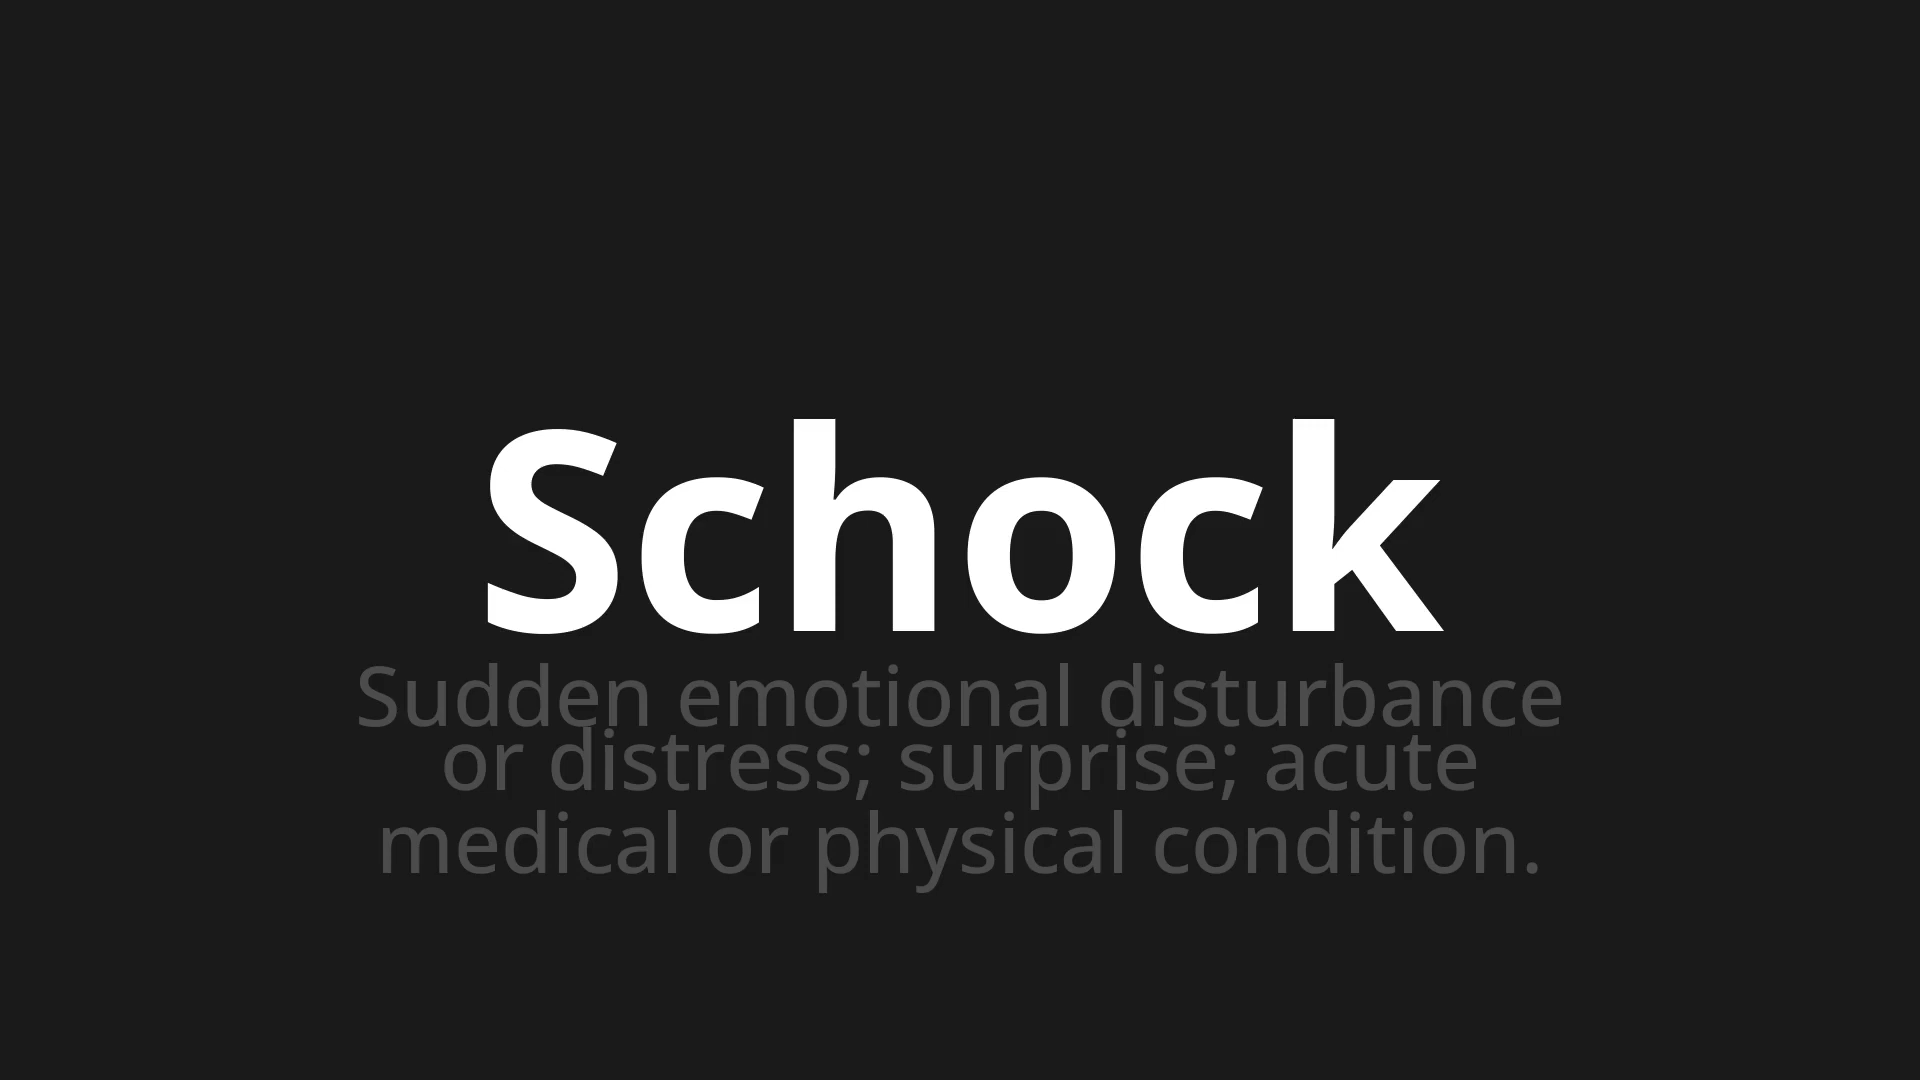 Schock
Sudden emotional disturbance
or distress; surprise; acute
medical or physical condition.